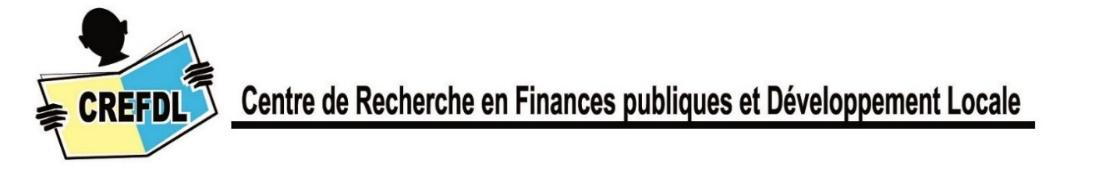 CREFDL
Centre de Recherche en Finances publiques et Développement Locale